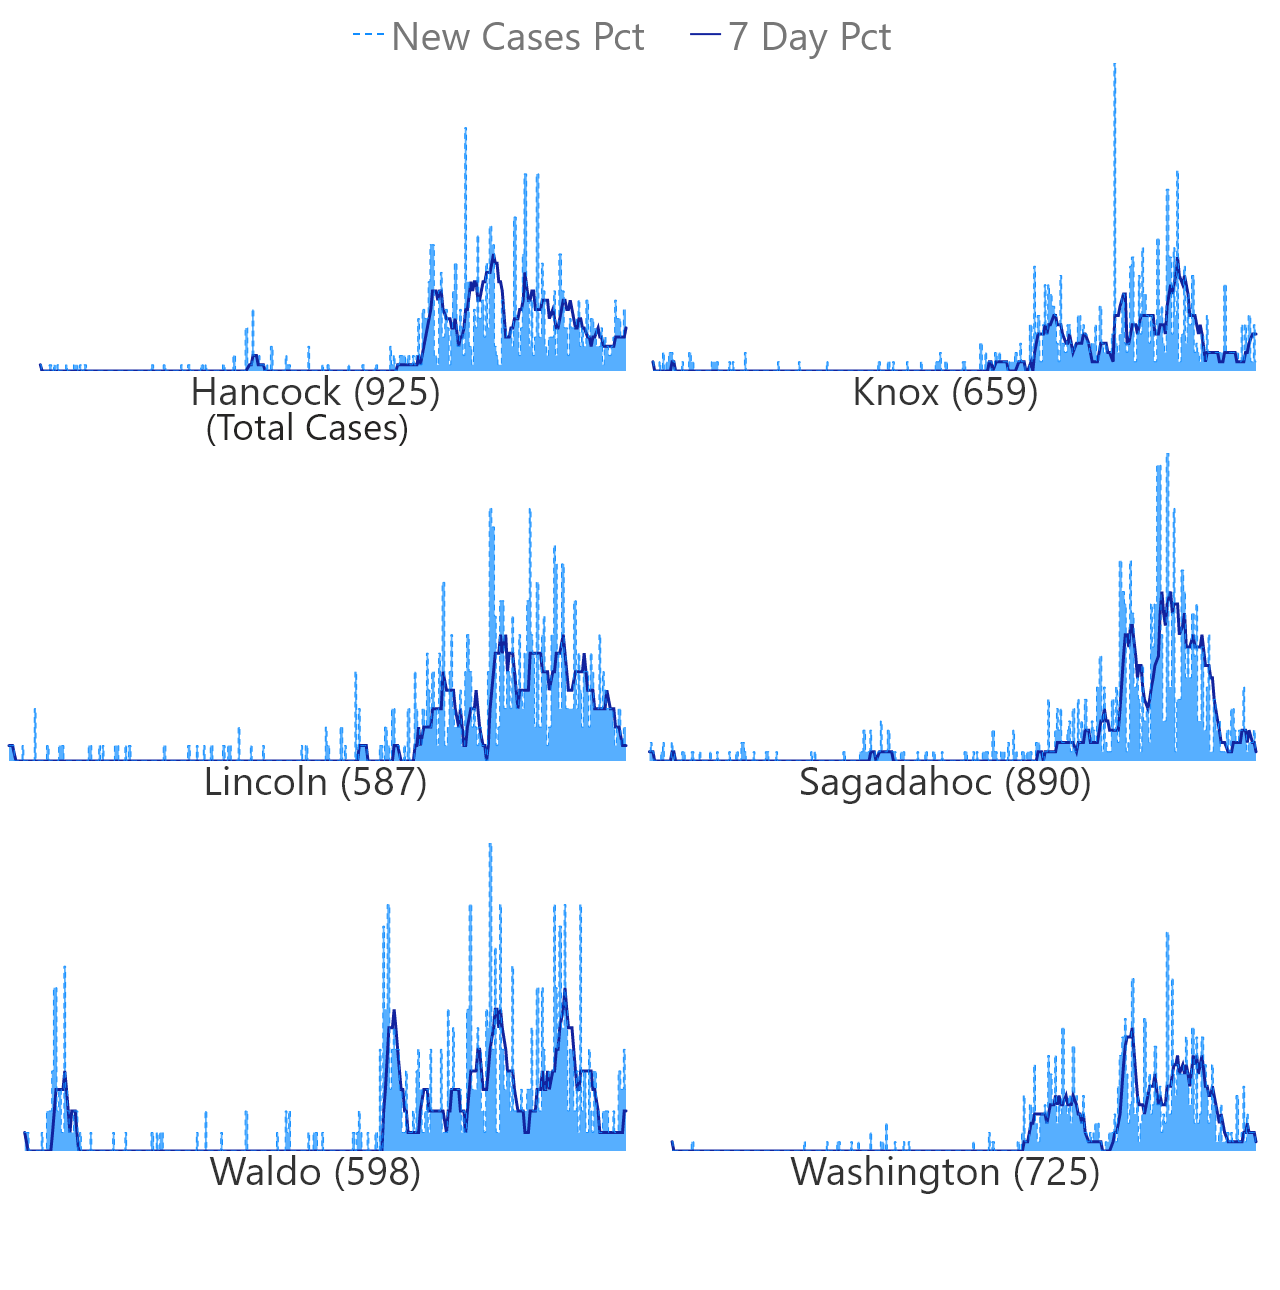 New Cases Pct 7 Day Pct
Hancock (925)
(Total Cases)
Knox (659)
Lincoln (587)
Sagadahoc (890)
Waldo (598)
Washington (725)